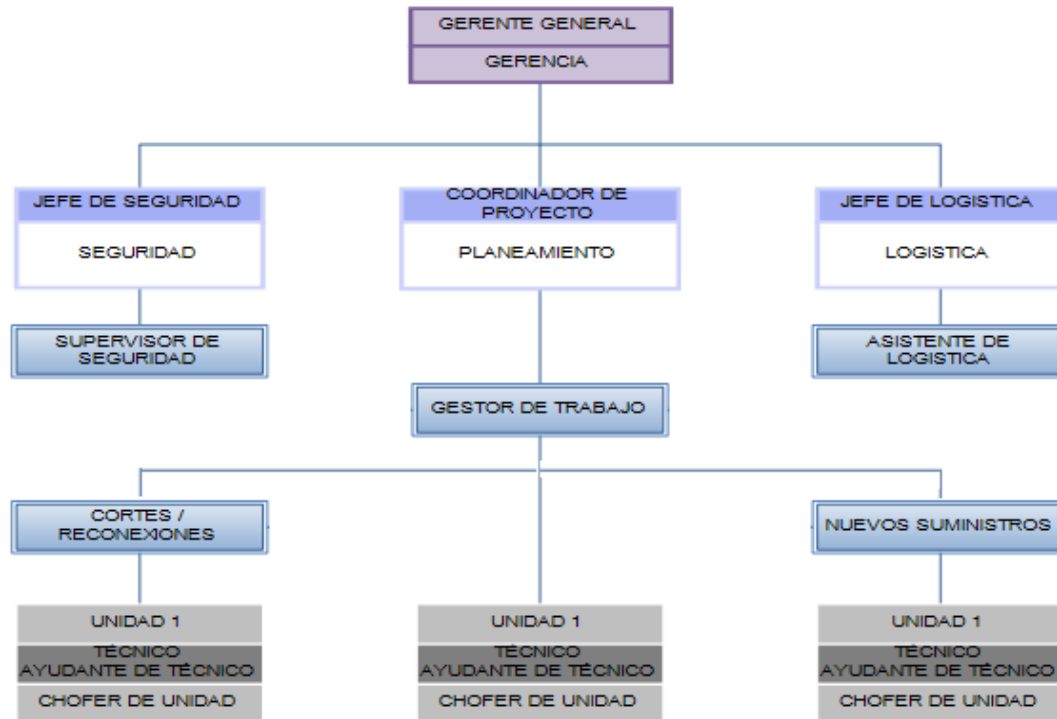 GERENTE GENERAL
GERENCIA
JEFE DE SEGURIDAD
SEGURIDAD
COORDINADOR DE
PROYECTO
PLANEAMIENTO
JEFE DE LOGISTICA
LOGISTICA
SUPERVISOR DE
SEGURIDAD
ASISTENTE DE
LOGISTICA
GESTOR DE TRABAJO
CORTES /
RECONEXIONES
NUEVOS SUMINISTROS
UNIDAD 1
TÉCNICO
AYUDANTE DE TÉCNICO
CHOFER DE UNIDAD
UNIDAD 1
TÉCNICO
AYUDANTE DE TÉCNICO
CHOFER DE UNIDAD
UNIDAD 1
TÉCNICO
AYUDANTE DE TÉCNICO
CHOFER DE UNIDAD